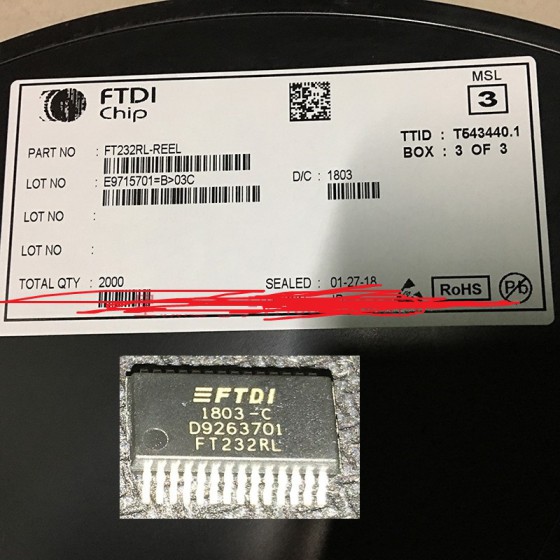 FTDI
Chip
MSL
3
TTID : T543440.1
BOX : 3 OF 3
PART NO : FT232RL-REEL
LOT NO : E9715701=B>03C
D/C : 1803
LOT NO :
LOT NO :
TOTAL QTY : 2000
SEALED : 01-27-18
RoHS
Pb
FTDI
1803-C
D9263701
FT232RL